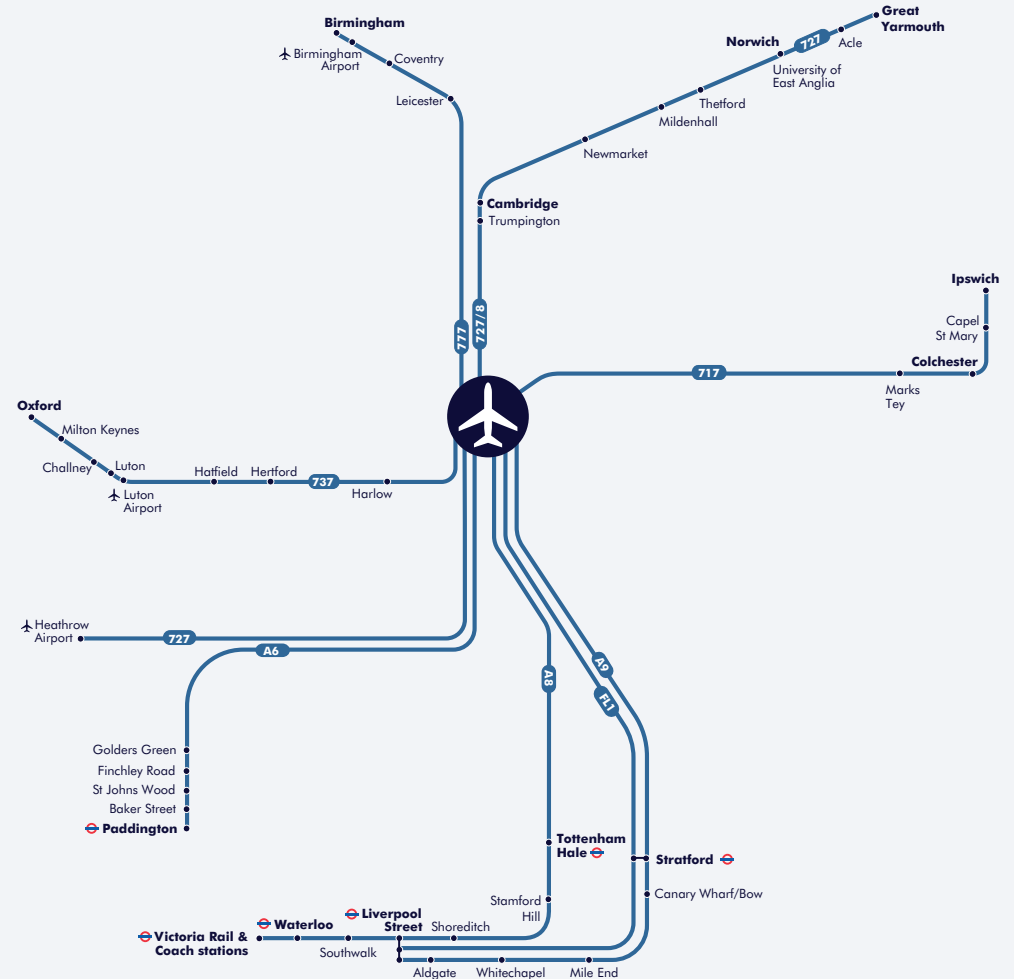 Birmingham
Birmingham
Airport
Coventry
Leicester
Great
Yarmouth
Norwich
727
Acle
University of
East Anglia
Thetford
Mildenhall
Newmarket
Cambridge
Trumpington
777
727/8
Ipswich
Capel
St Mary
Colchester
717
Marks
Tey
Oxford
Milton Keynes
Challney
Luton
Luton
Airport
Hatfield
Hertford
737
Harlow
Heathrow
Airport
727
A6
A9
A8
FL1
Golders Green
Finchley Road
St Johns Wood
Baker Street
Paddington
Tottenham
Hale
Stratford
Canary Wharf/Bow
Stamford
Hill
Liverpool
Street
Shoreditch
Waterloo
Victoria Rail &
Coach stations
Southwalk
Aldgate
Whitechapel
Mile End